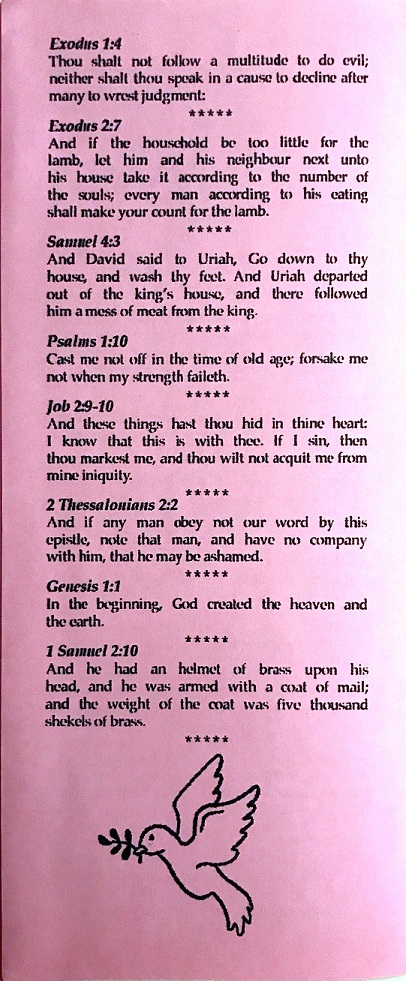 Exodus 1:4
Thou shalt not follow a multitude to do evil;
neither shalt thou speak in a cause to decline after
many to wrest judgment:
*****
Exodus 2:7
And if the household be too little for the
lamb, let him and his neighbour next unto
his house take it according to the number of
the souls; every man according to his eating
shall make your count for the lamb.
*****
Samuel 4:3
And David said to Uriah, Go down to thy
house, and wash thy feet. And Uriah departed
out of the king's house, and there followed
him a mess of meat from the king.
*****
Psalms 1:10
Cast me not off in the time of old age; forsake me
not when my strength faileth.
*****
Job 2:9-10
And these things hast thou hid in thine heart:
I know that this is with thee. If I sin, then
thou markest me, and thou wilt not acquit me from
mine iniquity.
*****
2 Thessalonians 2:2
And if any man obey not our word by this
epistle, note that man, and have no company
with him, that he may be ashamed.
*****
Genesis 1:1
In the beginning, God created the heaven and
the earth.
*****
1 Samuel 2:10
And he had an helmet of brass upon his
head, and he was armed with a coat of mail;
and the weight of the coat was five thousand
shekels of brass.
*****